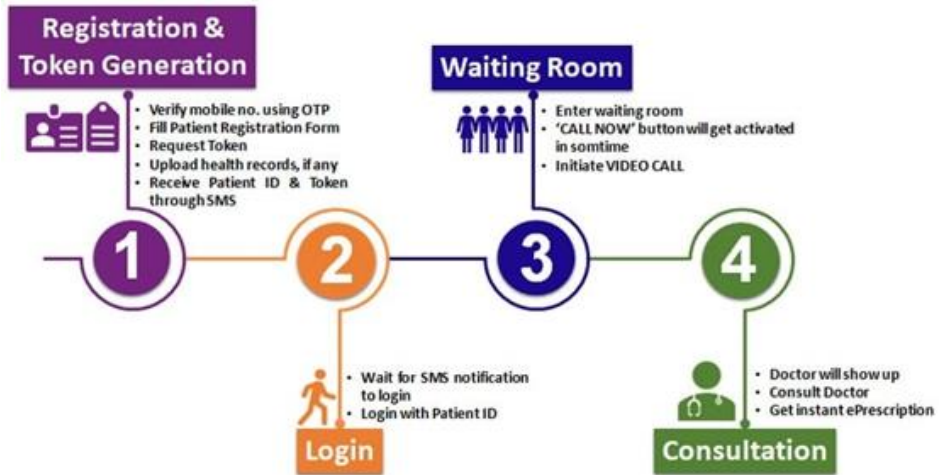 Registration &
Token Generation
• Verify mobile no. using OTP
• Fill Patient Registration Form
• Request Token
• Upload health records, if any
• Receive Patient ID & Token
through SMS
1
2
• Wait for SMS notification
to login
• Login with Patient ID
Login
Waiting Room
• Enter waiting room
• ‘CALL NOW’ button will get activated
in somtime
• Initiate VIDEO CALL
3
4
• Doctor will show up
• Consult Doctor
• Get instant ePrescription
Consultation